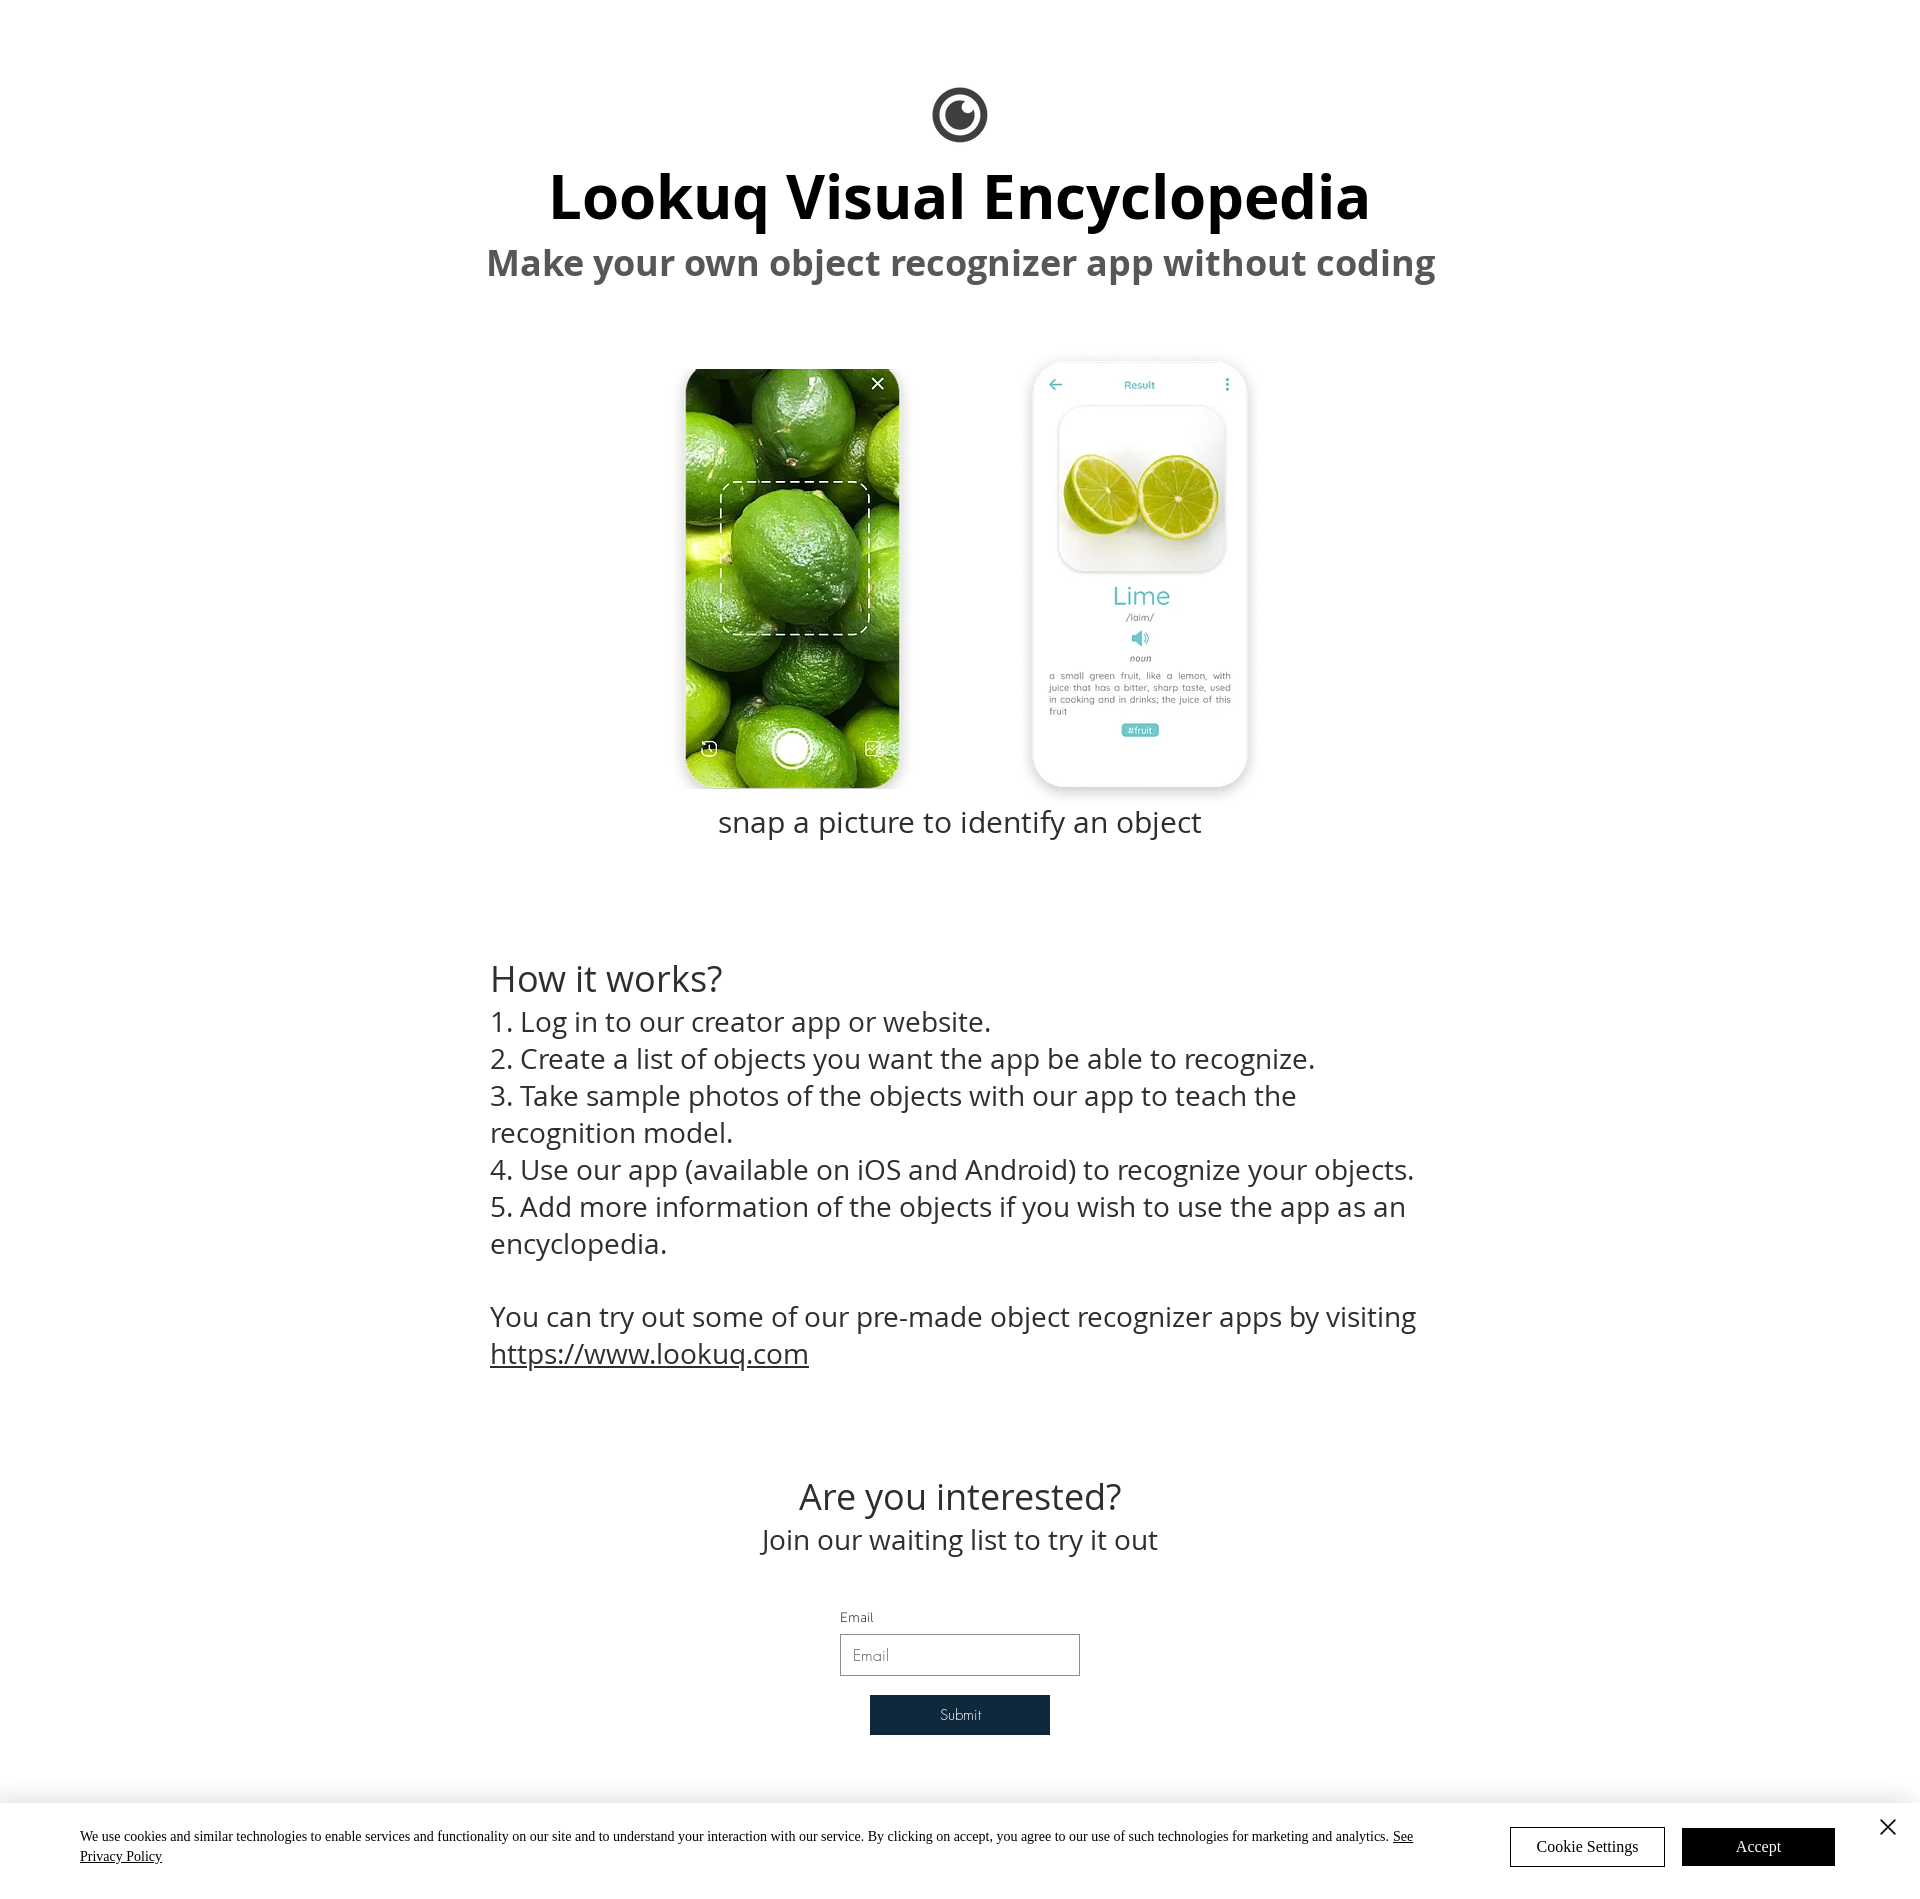 Lookuq Visual Encyclopedia
Make your own object recognizer app without coding
Result
Lime
/laim/
noun
a small green fruit, like a lemon, with
juice that has a bitter, sharp taste, used
in cooking and in drinks; the juice of this
fruit
#fruit
snap a picture to identify an object
How it works?
1. Log in to our creator app or website.
2. Create a list of objects you want the app be able to recognize.
3. Take sample photos of the objects with our app to teach the
recognition model.
4. Use our app (available on iOS and Android) to recognize your objects.
5. Add more information of the objects if you wish to use the app as an
encyclopedia.
You can try out some of our pre-made object recognizer apps by visiting
https://www.lookuq.com
Are you interested?
Join our waiting list to try it out
Email
Email
Submit
We use cookies and similar technologies to enable services and functionality on our site and to understand your interaction with our service. By clicking on accept, you agree to our use of such technologies for marketing and analytics. See
Privacy Policy
Cookie Settings
Accept